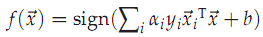 f(x⃗) = sign(∑ᵢ αᵢyᵢx⃗ᵢᵀx⃗ + b)